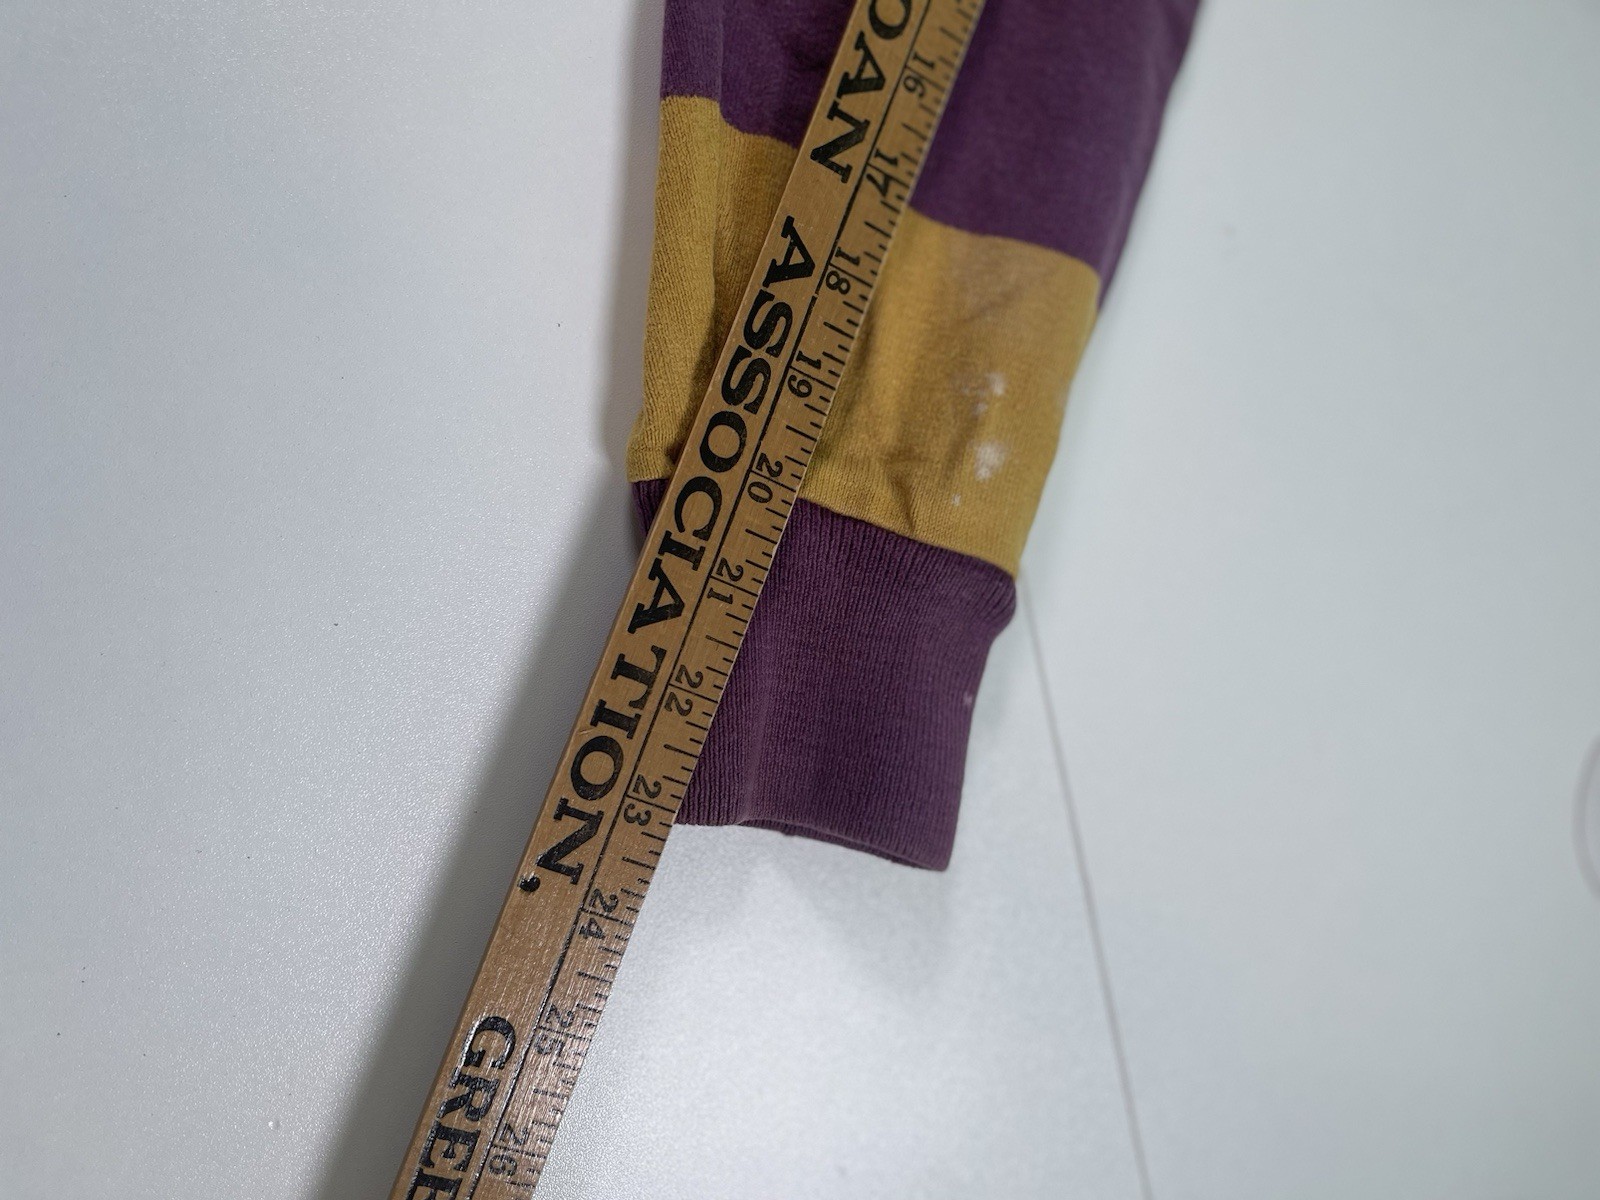 OAN ASSOCIATION, GREE
16 17 18 19 20 21 22 23 24 25 26